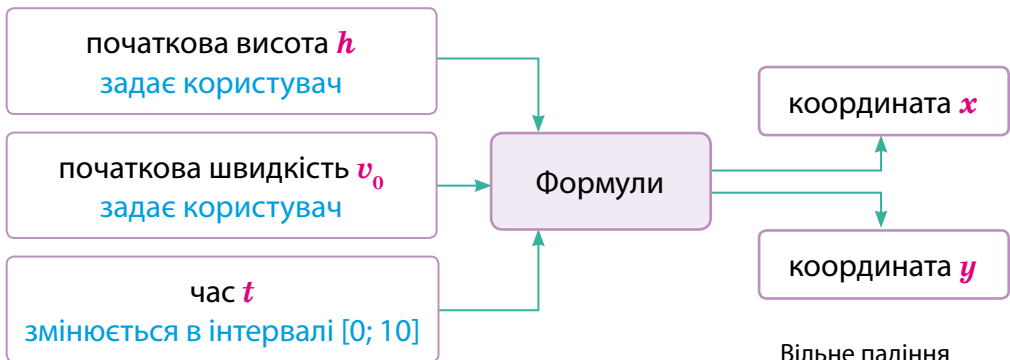 початкова висота h
задає користувач
початкова швидкість v₀
задає користувач
час t
змінюється в інтервалі [0; 10]
Формули
координата x
координата y
Вільне падіння